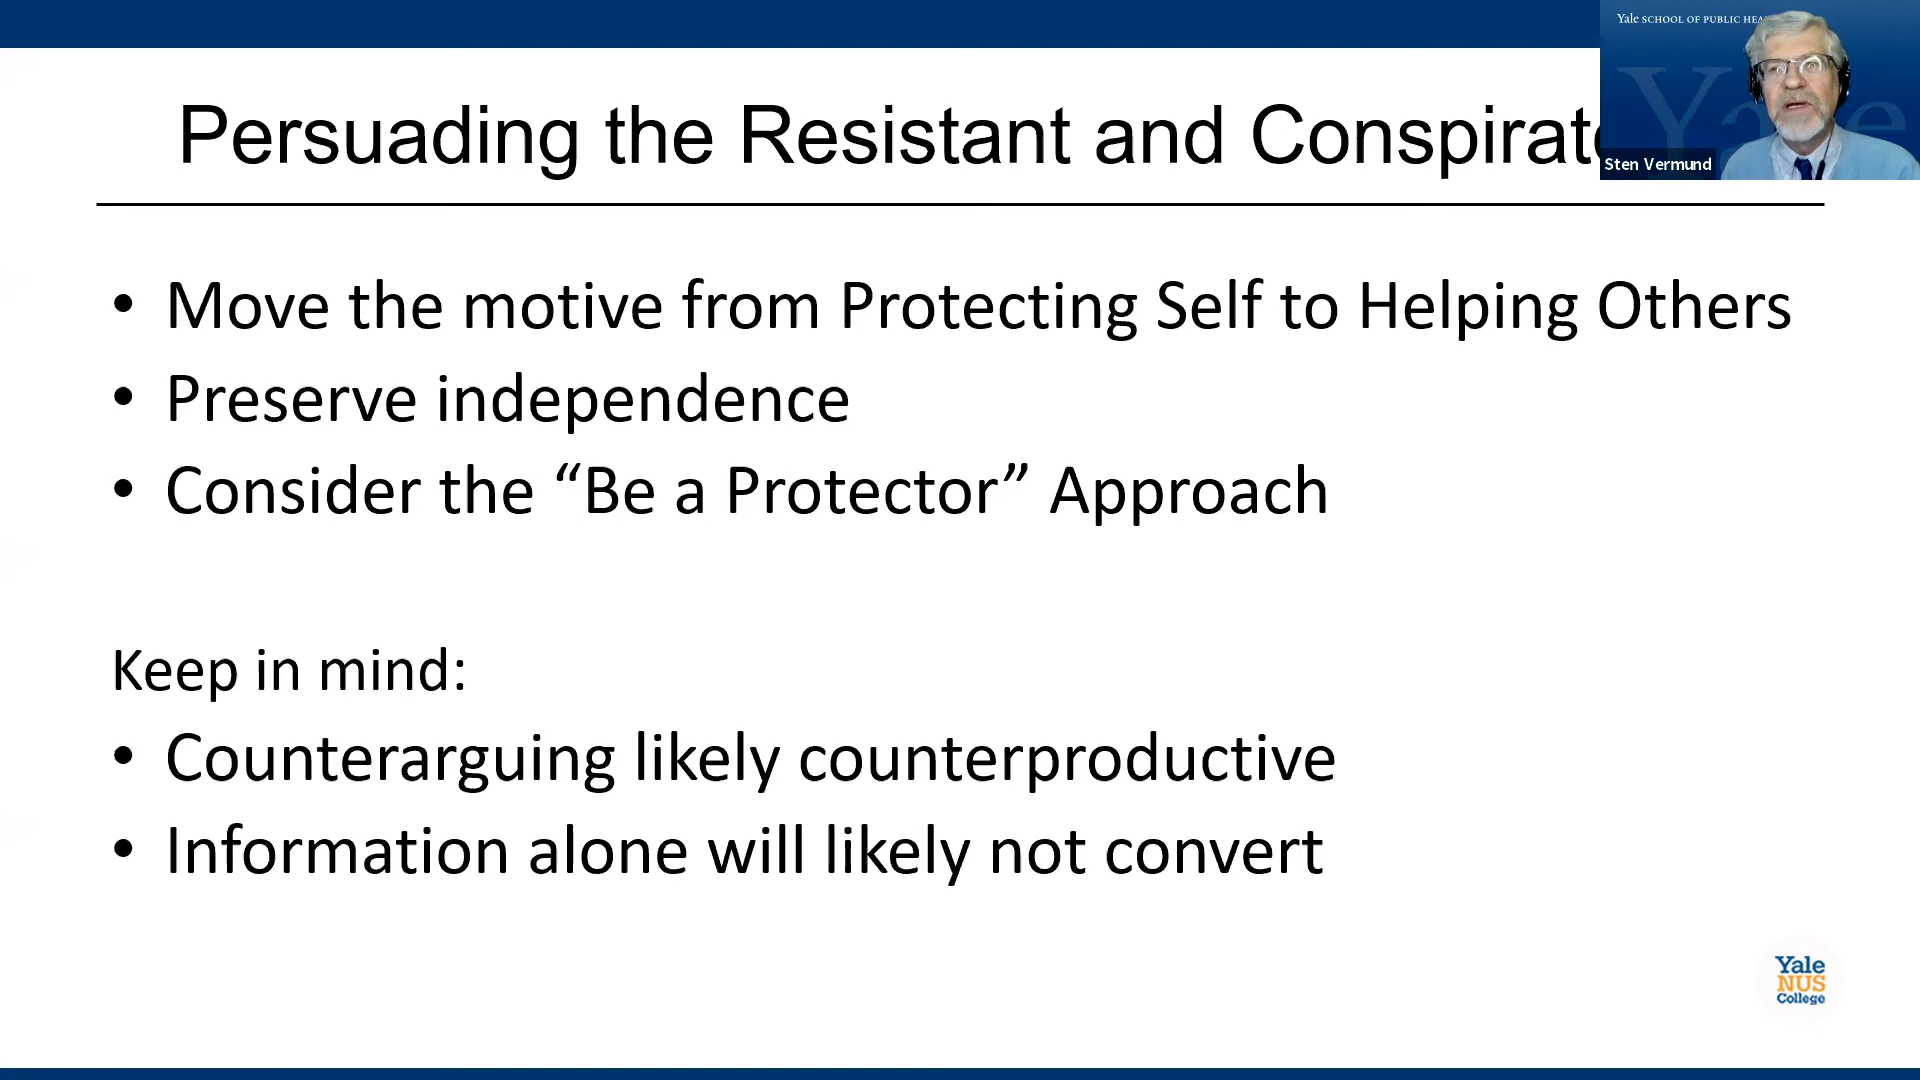 Yale SCHOOL OF PUBLIC
Persuading the Resistant and
Sten Vermund
• Move the motive from Protecting Self to Helping Others
• Preserve independence
• Consider the “Be a Protector” Approach
Keep in mind:
• Counterarguing likely counterproductive
• Information alone will likely not convert
Yale
NUS
College